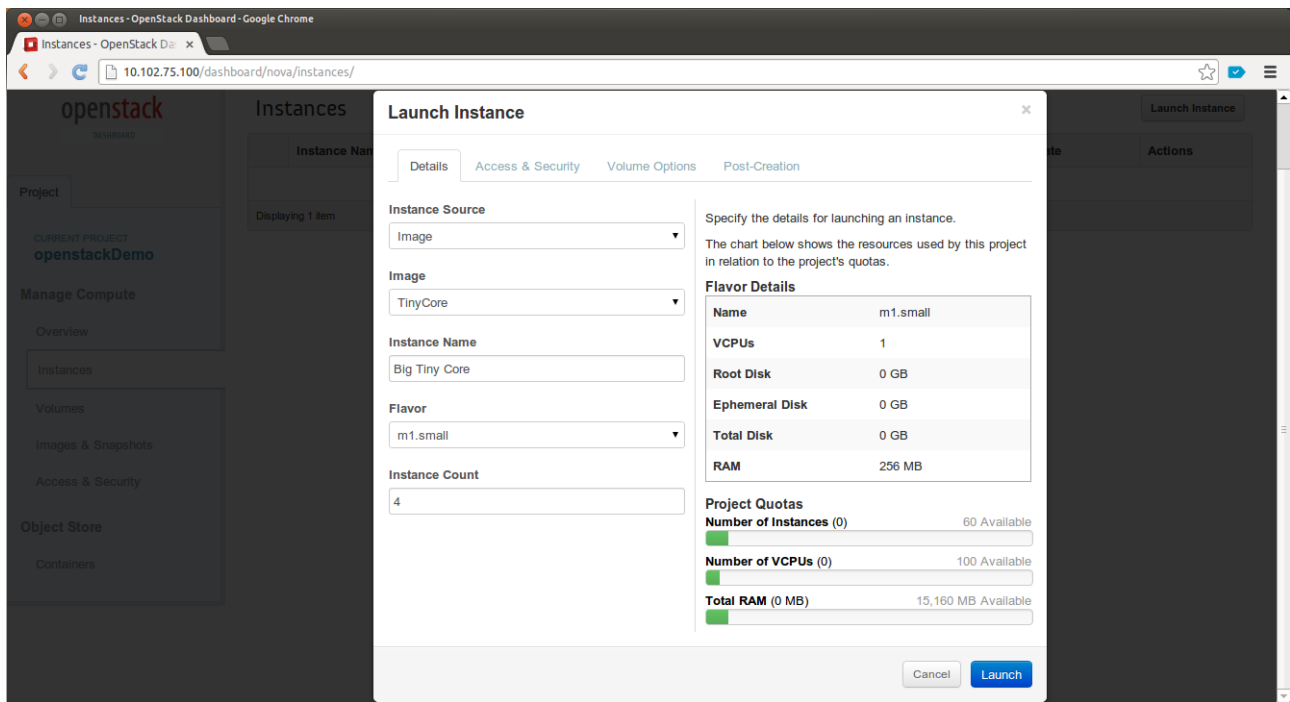 Instances - OpenStack Dashboard - Google Chrome
Instances - OpenStack Da
10.102.75.100/dashboard/nova/instances/
openstack
DASHBOARD
Project
CURRENT PROJECT
openstackDemo
Manage Compute
Overview
Instances
Volumes
Images & Snapshots
Access & Security
Object Store
Containers
Instances
Launch Instance
Instance Nam
ate
Actions
Displaying 1 item
Launch Instance
×
Details
Access & Security
Volume Options
Post-Creation
Instance Source
Image
Image
TinyCore
Instance Name
Big Tiny Core
Flavor
m1.small
Instance Count
4
Specify the details for launching an instance.
The chart below shows the resources used by this project
in relation to the project's quotas.
Flavor Details
Name m1.small
VCPUs 1
Root Disk 0 GB
Ephemeral Disk 0 GB
Total Disk 0 GB
RAM 256 MB
Project Quotas
Number of Instances (0) 60 Available
Number of VCPUs (0) 100 Available
Total RAM (0 MB) 15,160 MB Available
Cancel
Launch